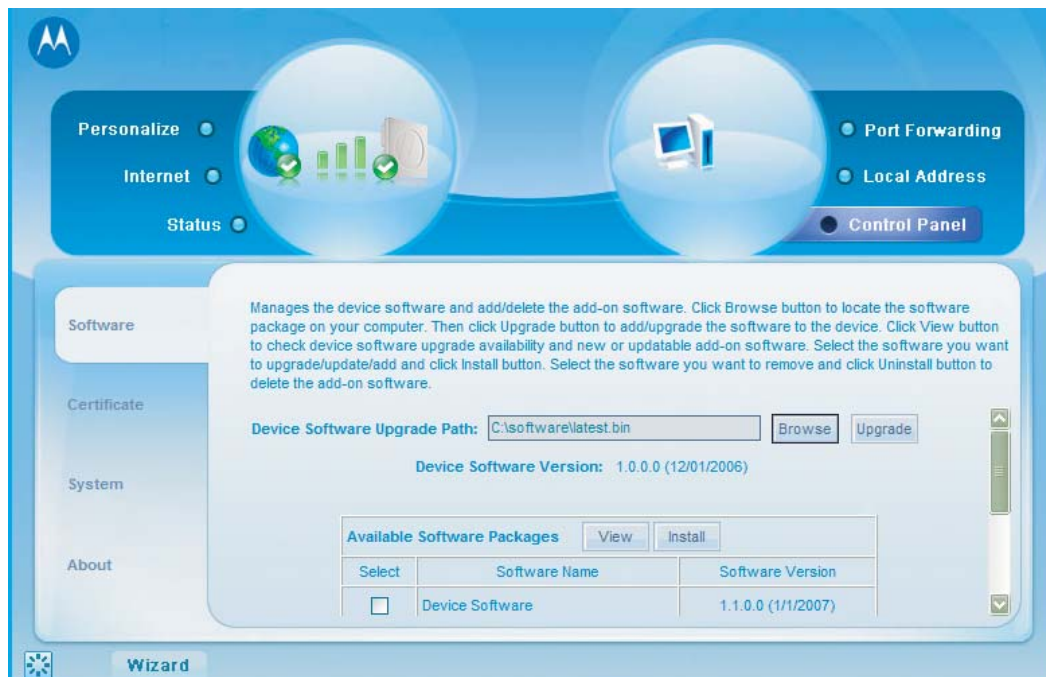 Personalize
Internet
Status
Port Forwarding
Local Address
Control Panel
Software
Certificate
System
About
Manages the device software and add/delete the add-on software. Click Browse button to locate the software
package on your computer. Then click Upgrade button to add/upgrade the software to the device. Click View button
to check device software upgrade availability and new or updatable add-on software. Select the software you want
to upgrade/update/add and click Install button. Select the software you want to remove and click Uninstall button to
delete the add-on software.
Device Software Upgrade Path: C:\software\latest.bin Browse Upgrade
Device Software Version: 1.0.0.0 (12/01/2006)
Available Software Packages View Install
Select Software Name Software Version
Device Software 1.1.0.0 (1/1/2007)
Wizard